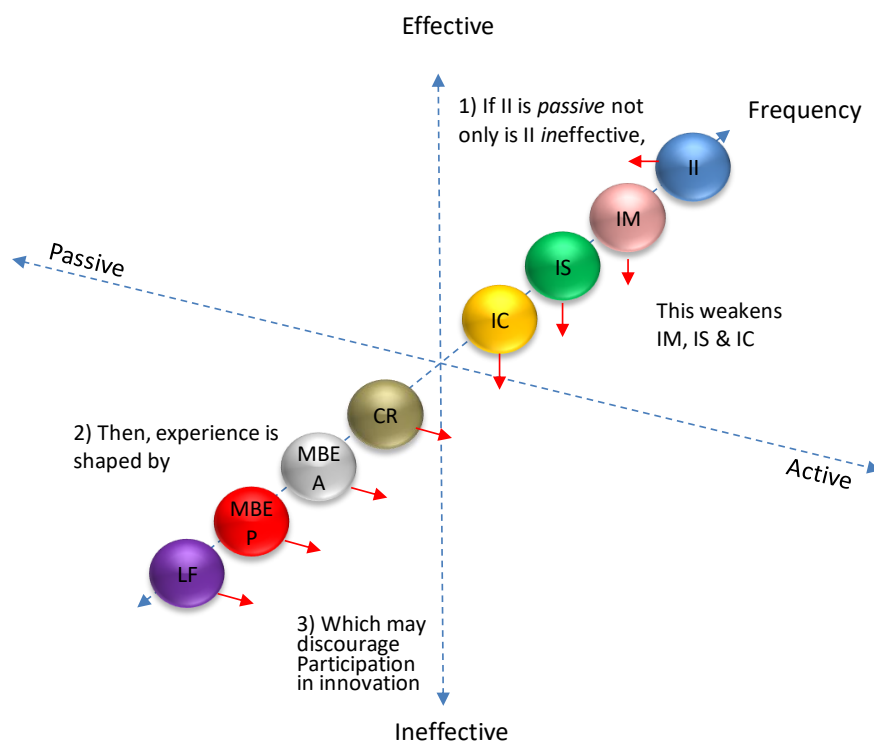 Effective
1) If II is passive not
only is II ineffective,
Frequency
II
IM
IS
IC
Passive
This weakens
IM, IS & IC
CR
2) Then, experience is
shaped by
MBE
A
Active
MBE
P
LF
3) Which may
discourage
Participation
in innovation
Ineffective